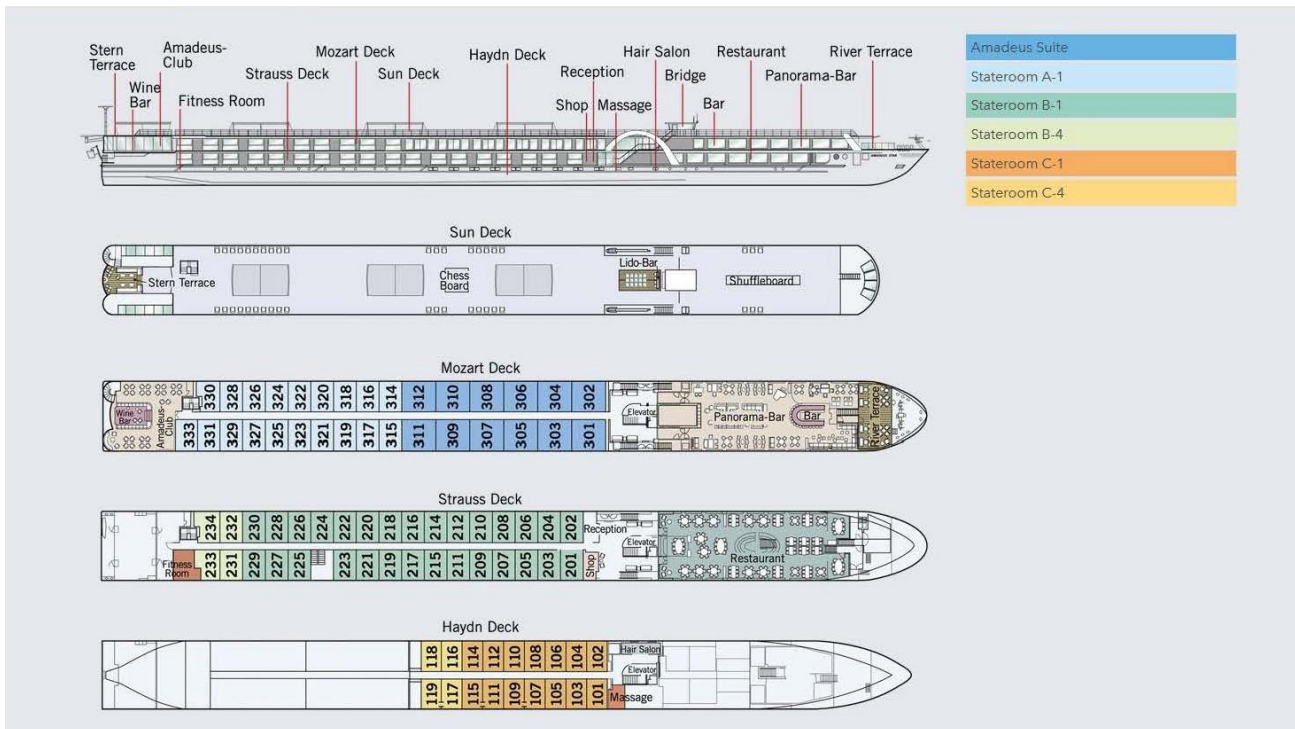 Stern
Terrace
Amadeus-
Club
Wine
Bar
Fitness Room
Strauss Deck
Mozart Deck
Sun Deck
Haydn Deck
Reception
Shop
Massage
Hair Salon
Bridge
Restaurant
Bar
Panorama-Bar
River Terrace
Amadeus Suite
Stateroom A-1
Stateroom B-1
Stateroom B-4
Stateroom C-1
Stateroom C-4
Sun Deck
Stern Terrace
Chess
Board
Lido-Bar
Shuffleboard
Mozart Deck
330 328 326 324 322 320 318 316 314 312 310 308 306 304 302
Wine
Bar
Amadeus-
Club
Elevator
Panorama-Bar
Bar
River Terrace
333 331 329 327 325 323 321 319 317 315 311 309 307 305 303 301
Strauss Deck
234 232 230 228 226 224 222 220 218 216 214 212 210 208 206 204 202
Reception
Elevator
Restaurant
Fitness
Room
233 231 229 227 225 223 221 219 217 215 211 209 207 205 203 201
Shop
Haydn Deck
118 116 114 112 110 108 106 104 102
Hair Salon
Elevator
119 117 115 111 109 107 105 103 101
Massage